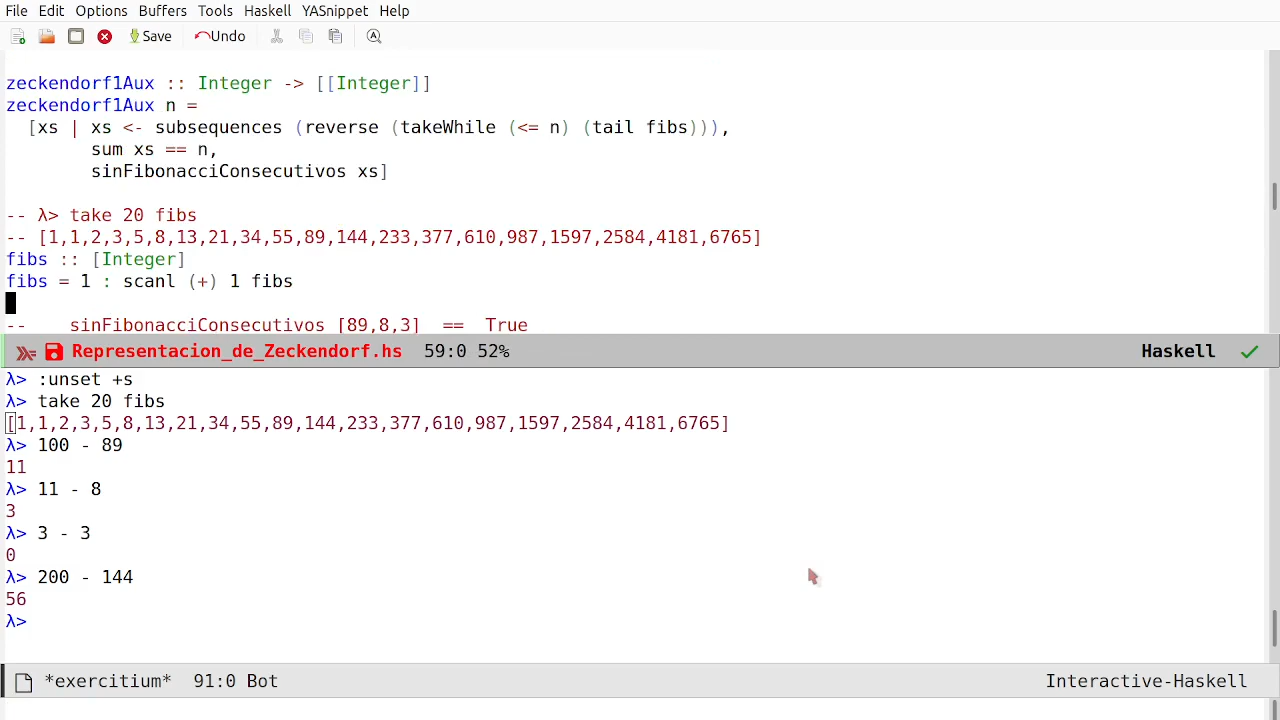 File Edit Options Buffers Tools Haskell YASnippet Help
Save Undo
zeckendorf1Aux :: Integer -> [[Integer]]
zeckendorf1Aux n =
  [xs | xs <- subsequences (reverse (takeWhile (<= n) (tail fibs))),
        sum xs == n,
        sinFibonacciConsecutivos xs]
-- λ> take 20 fibs
-- [1,1,2,3,5,8,13,21,34,55,89,144,233,377,610,987,1597,2584,4181,6765]
fibs :: [Integer]
fibs = 1 : scanl (+) 1 fibs
--    sinFibonacciConsecutivos [89,8,3]  ==  True
Representacion_de_Zeckendorf.hs 59:0 52% Haskell
λ> :unset +s
λ> take 20 fibs
[1,1,2,3,5,8,13,21,34,55,89,144,233,377,610,987,1597,2584,4181,6765]
λ> 100 - 89
11
λ> 11 - 8
3
λ> 3 - 3
0
λ> 200 - 144
56
λ>
*exercitium* 91:0 Bot Interactive-Haskell